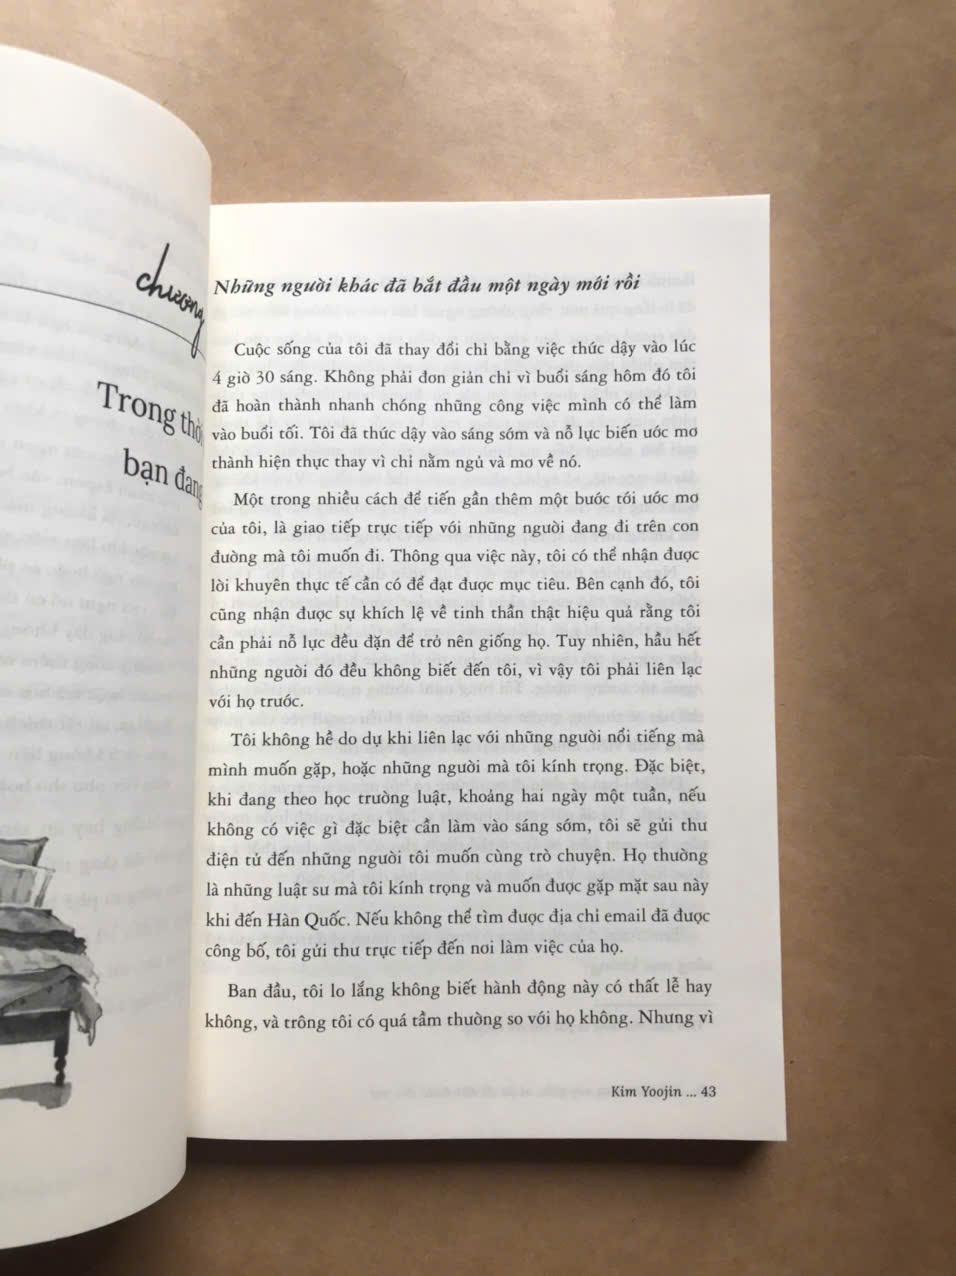 chương
Trong thời
bạn đang
Những người khác đã bắt đầu một ngày mới rồi
Cuộc sống của tôi đã thay đổi chỉ bằng việc thức dậy vào lúc
4 giờ 30 sáng. Không phải đơn giản chỉ vì buổi sáng hôm đó tôi
đã hoàn thành nhanh chóng những công việc mình có thể làm
vào buổi tối. Tôi đã thức dậy vào sáng sớm và nỗ lực biến ước mơ
thành hiện thực thay vì chỉ nằm ngủ và mơ về nó.
Một trong nhiều cách để tiến gần thêm một bước tới ước mơ
của tôi, là giao tiếp trực tiếp với những người đang đi trên con
đường mà tôi muốn đi. Thông qua việc này, tôi có thể nhận được
lời khuyên thực tế cần có để đạt được mục tiêu. Bên cạnh đó, tôi
cũng nhận được sự khích lệ về tinh thần thật hiệu quả rằng tôi
cần phải nỗ lực đều đặn để trở nên giống họ. Tuy nhiên, hầu hết
những người đó đều không biết đến tôi, vì vậy tôi phải liên lạc
với họ trước.
Tôi không hề do dự khi liên lạc với những người nổi tiếng mà
mình muốn gặp, hoặc những người mà tôi kính trọng. Đặc biệt,
khi đang theo học trường luật, khoảng hai ngày một tuần, nếu
không có việc gì đặc biệt cần làm vào sáng sớm, tôi sẽ gửi thư
điện tử đến những người tôi muốn cùng trò chuyện. Họ thường
là những luật sư mà tôi kính trọng và muốn được gặp mặt sau này
khi đến Hàn Quốc. Nếu không thể tìm được địa chỉ email đã được
công bố, tôi gửi thư trực tiếp đến nơi làm việc của họ.
Ban đầu, tôi lo lắng không biết hành động này có thất lễ hay
không, và trông tôi có quá tầm thường so với họ không. Nhưng vì
Kim Yoojin ... 43